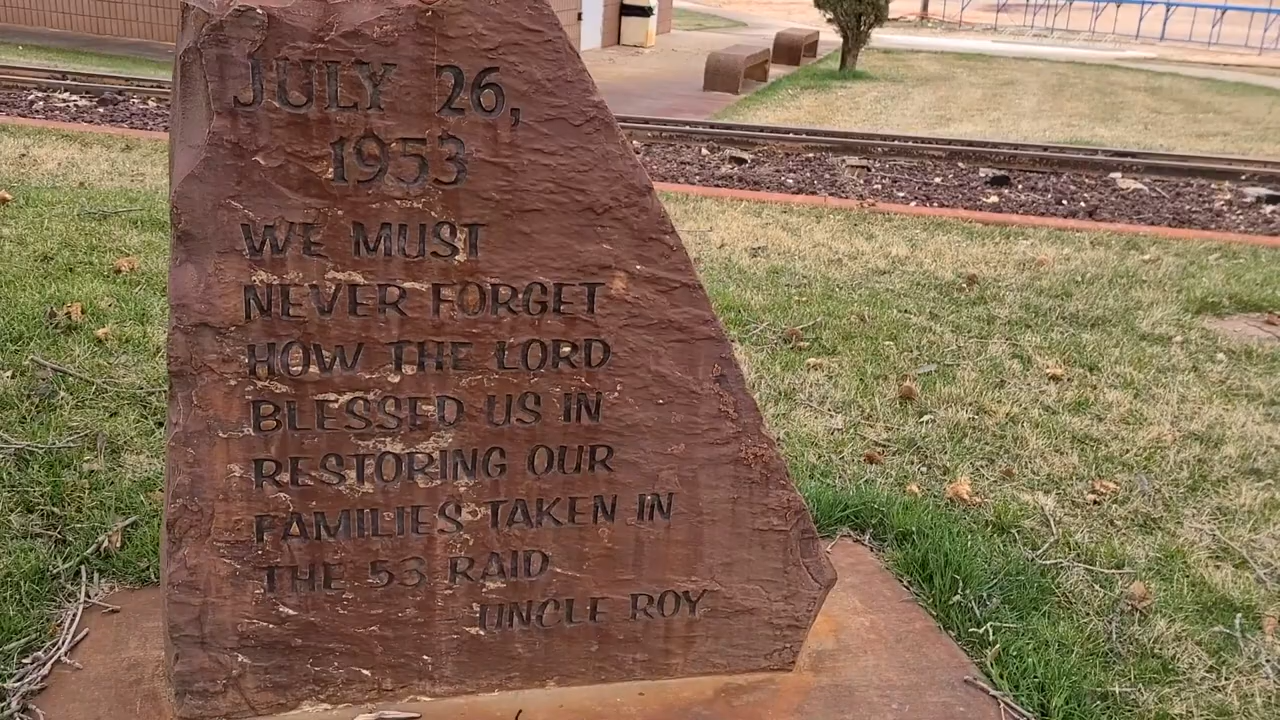 JULY 26,
1953
WE MUST
NEVER FORGET
HOW THE LORD
BLESSED US IN
RESTORING OUR
FAMILIES TAKEN IN
THE 53 RAID
UNCLE ROY